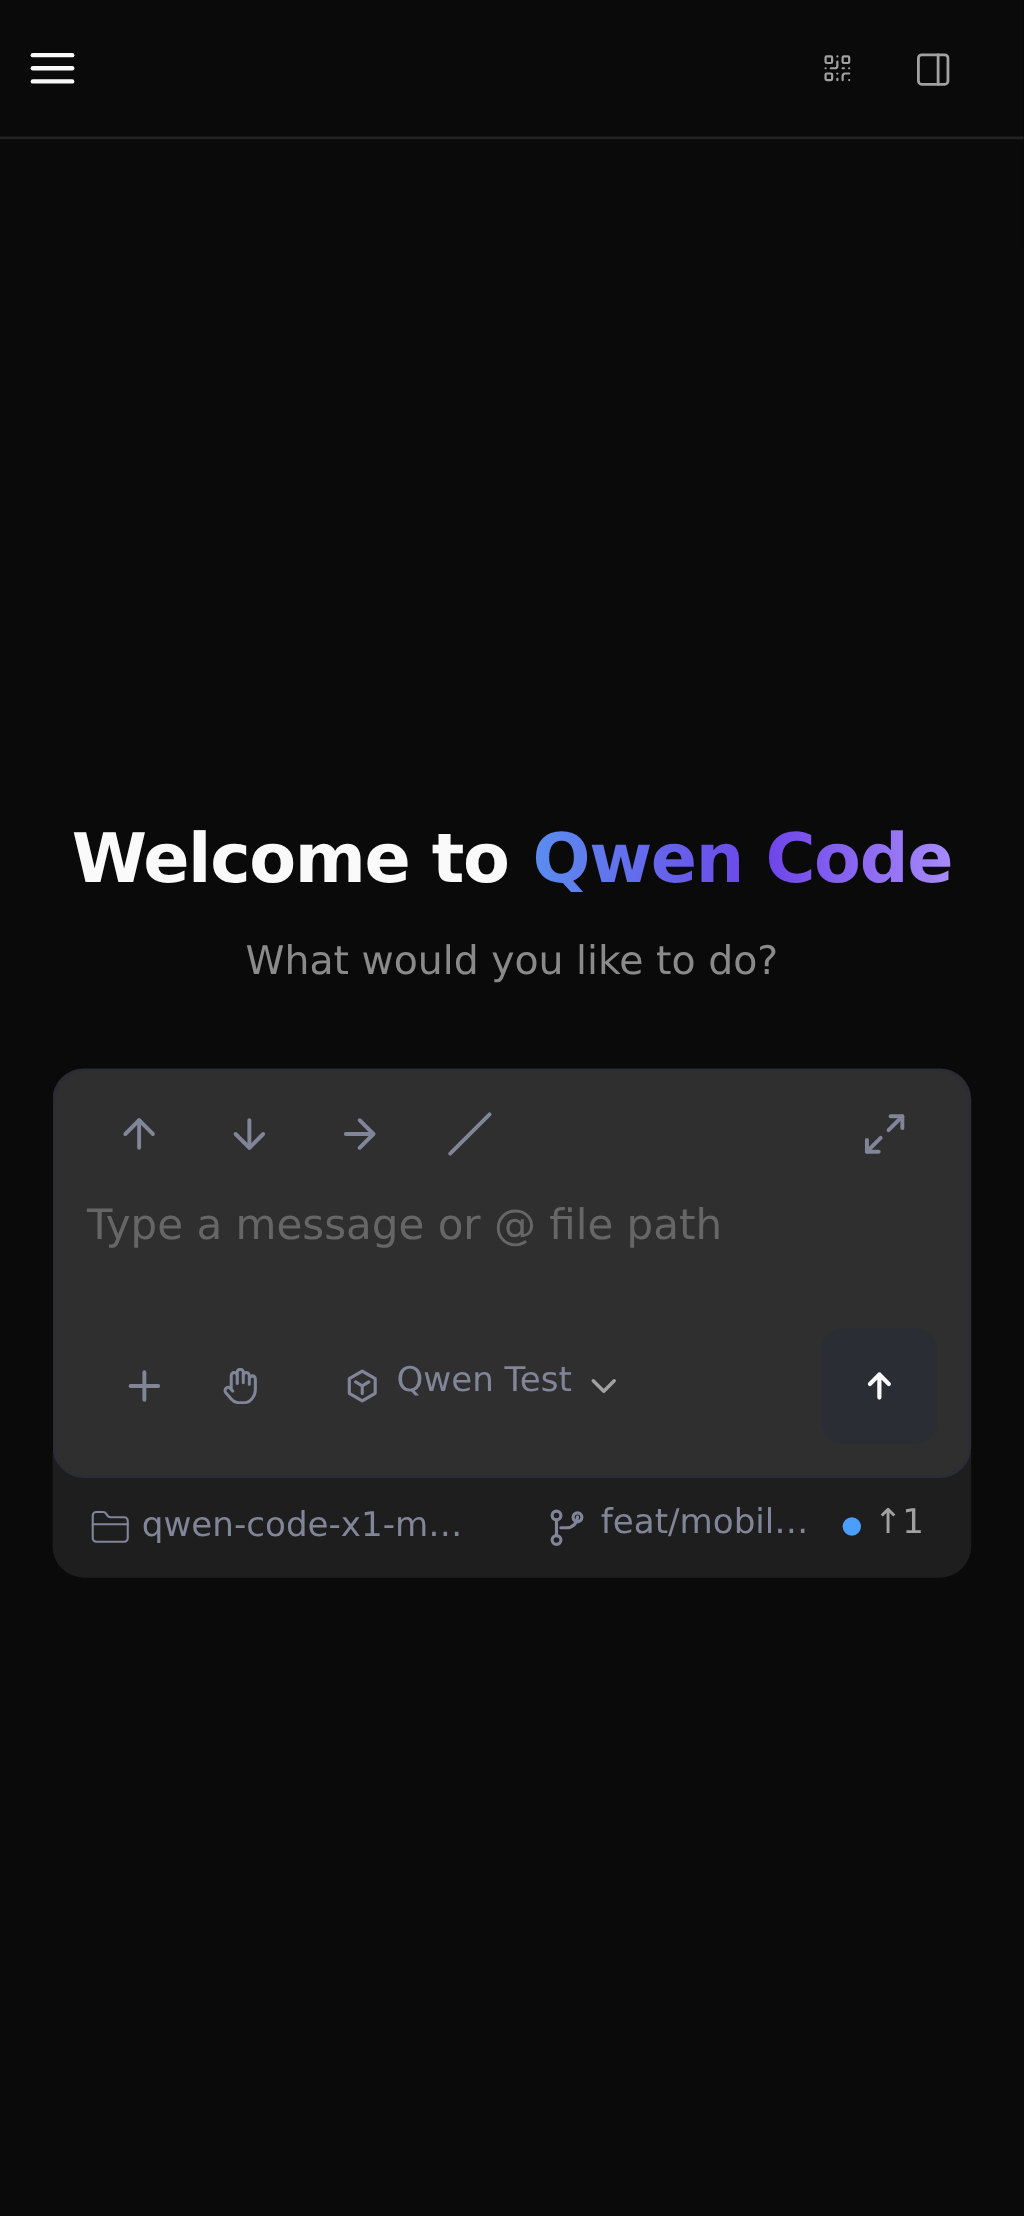 Welcome to Qwen Code
What would you like to do?
Type a message or @ file path
Qwen Test
qwen-code-x1-m... feat/mobil... ↑1